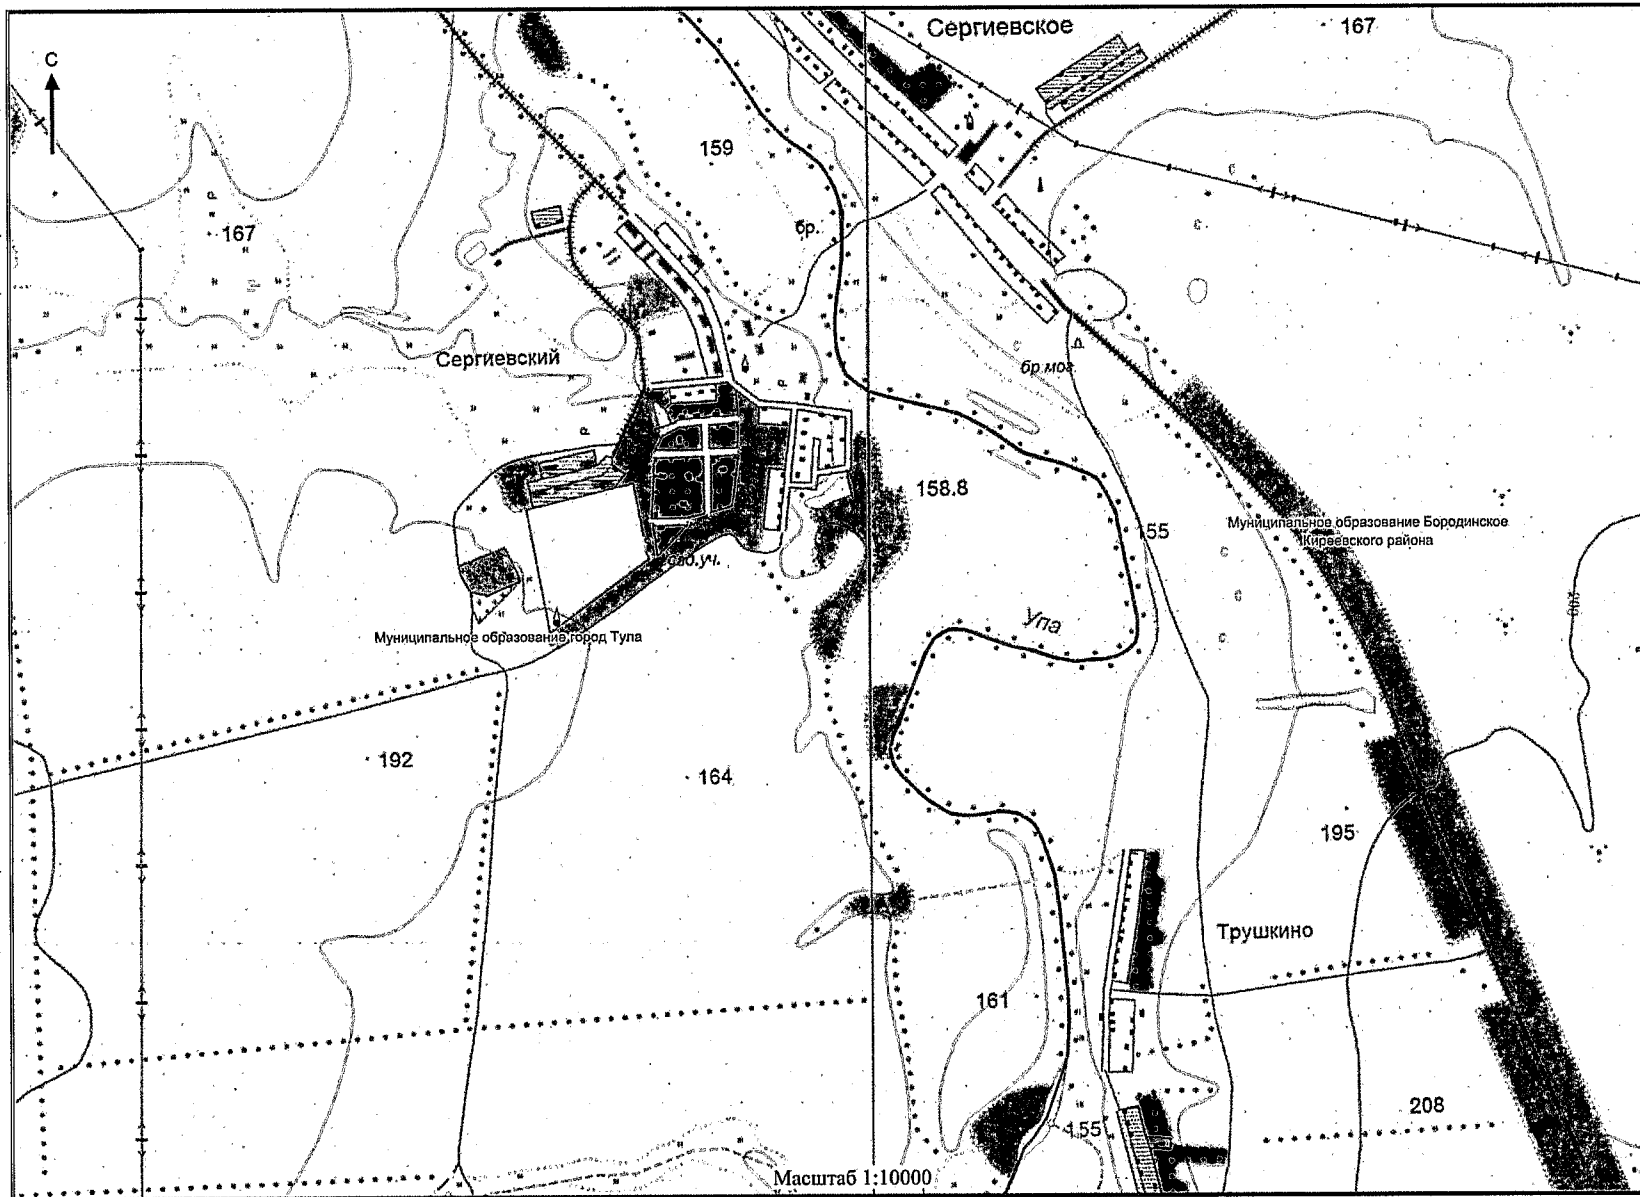 Сергиевское
167
С
159
167
бр.
Сергиевский
бр.мог.
158.8
155
Муниципальное образование Бородинское
Киреевского района
Упа
Муниципальное образование город Тула
192
164
195
Трушкино
161
208
155
Масштаб 1:10000